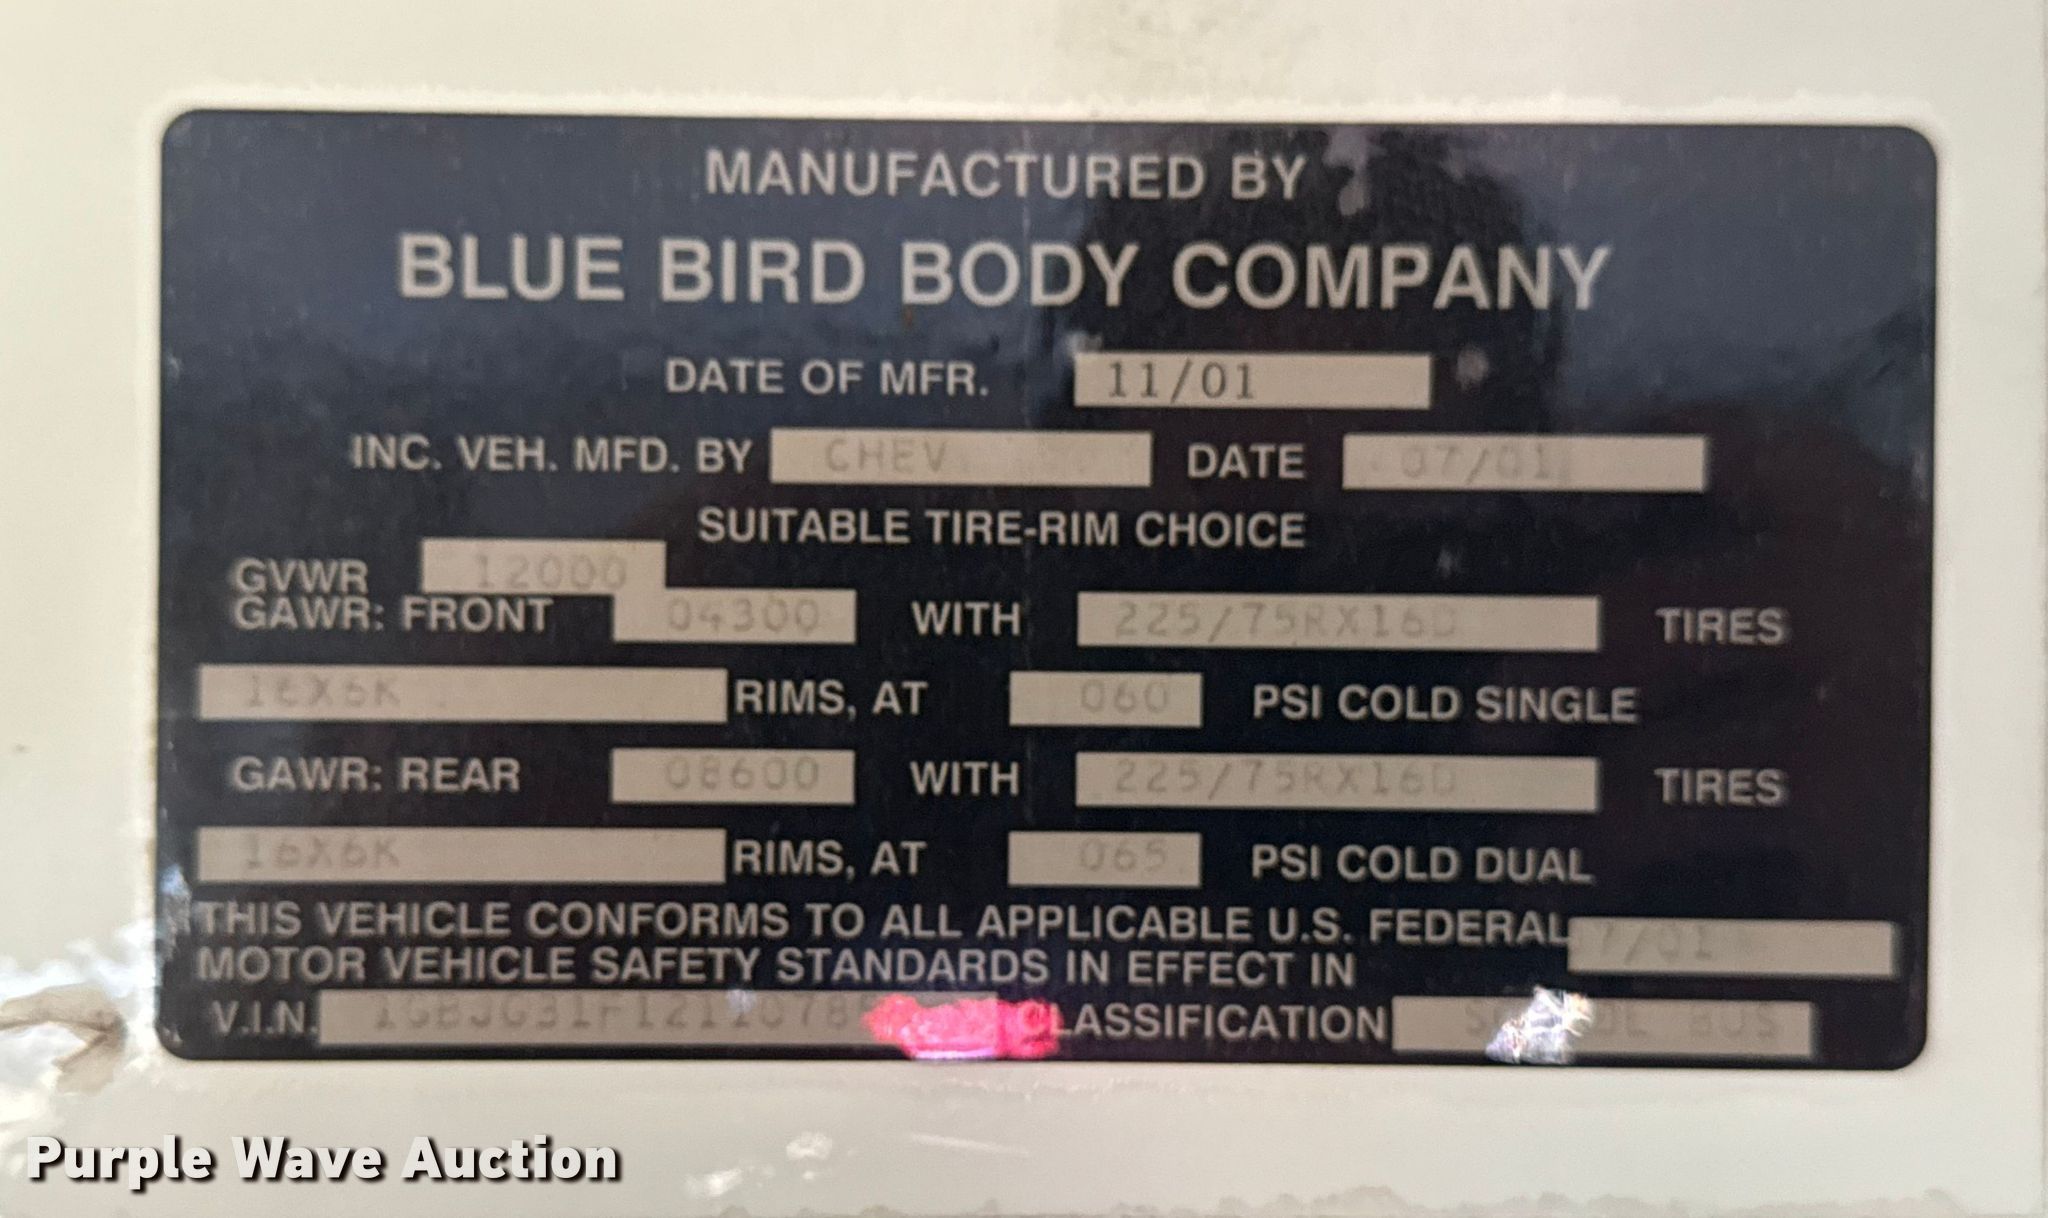 MANUFACTURED BY
BLUE BIRD BODY COMPANY
DATE OF MFR. 11/01
INC. VEH. MFD. BY CHEV DATE 07/01
SUITABLE TIRE-RIM CHOICE
GVWR 12000
GAWR: FRONT 04300 WITH 225/75RX16D TIRES
16X6K RIMS, AT 060 PSI COLD SINGLE
GAWR: REAR 08600 WITH 225/75RX16D TIRES
16X6K RIMS, AT 065 PSI COLD DUAL
THIS VEHICLE CONFORMS TO ALL APPLICABLE U.S. FEDERAL
MOTOR VEHICLE SAFETY STANDARDS IN EFFECT IN 7/01
V.I.N. CLASSIFICATION BUS
Purple Wave Auction